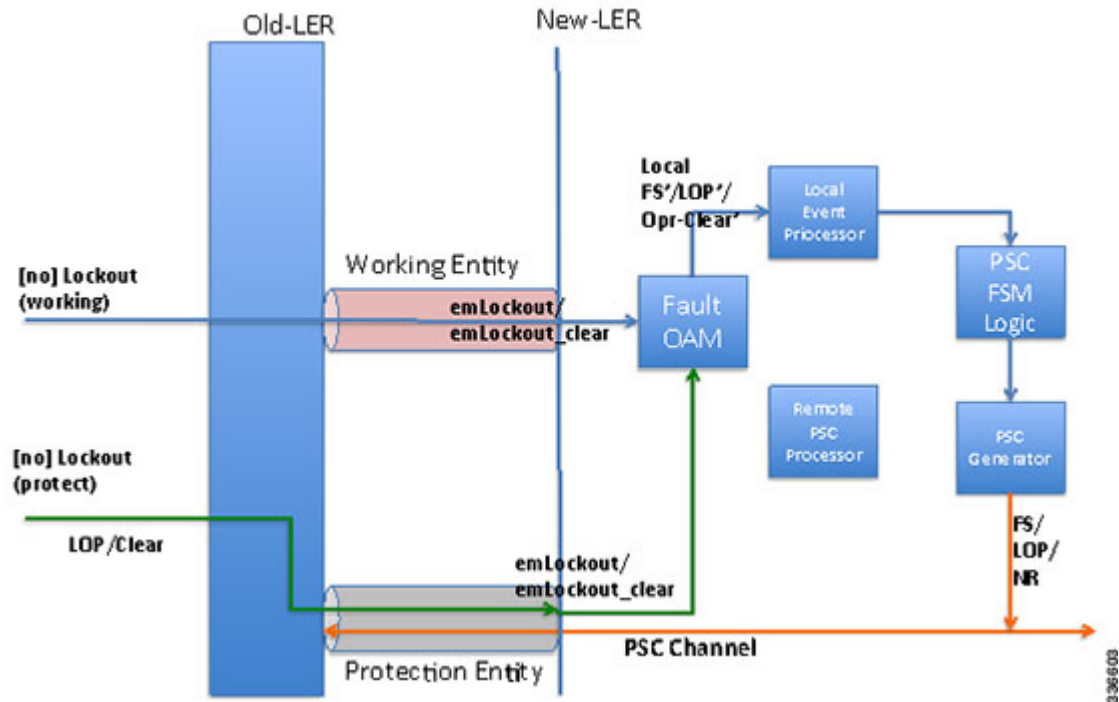 Old-LER
New-LER
Local
FS'/LOP'/
Opr-Clear'
Local
Event
Priocessor
[no] Lockout
(working)
Working Entity
emLockout/
emLockout_clear
Fault
OAM
PSC
FSM
Logic
Remote
PSC
Processor
PSC
Generator
[no] Lockout
(protect)
LOP/Clear
emLockout/
emLockout_clear
FS/
LOP/
NR
PSC Channel
Protection Entity
336603